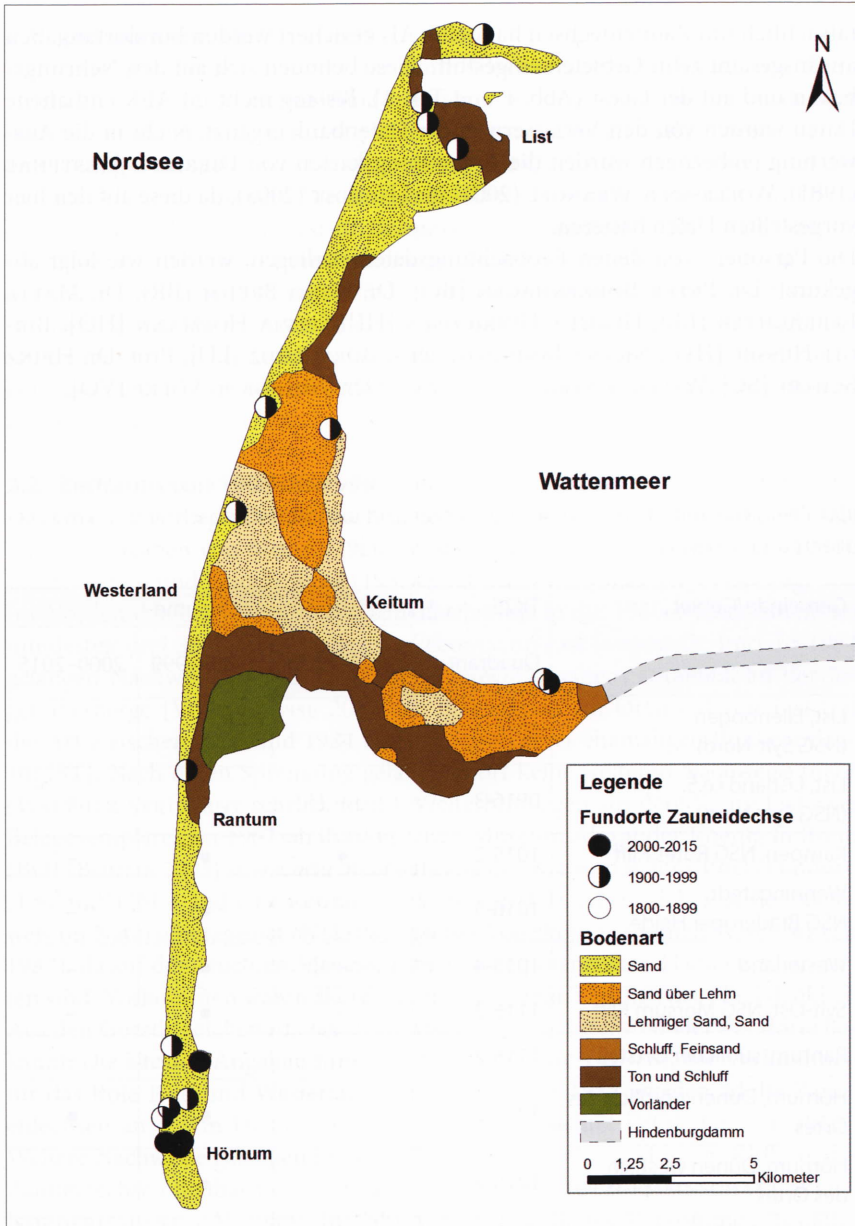 N
Nordsee
List
Wattenmeer
Westerland
Keitum
Rantum
Hörnum
Legende
Fundorte Zauneidechse
2000-2015
1900-1999
1800-1899
Bodenart
Sand
Sand über Lehm
Lehmiger Sand, Sand
Schluff, Feinsand
Ton und Schluff
Vorländer
Hindenburgdamm
0 1,25 2,5 5
Kilometer